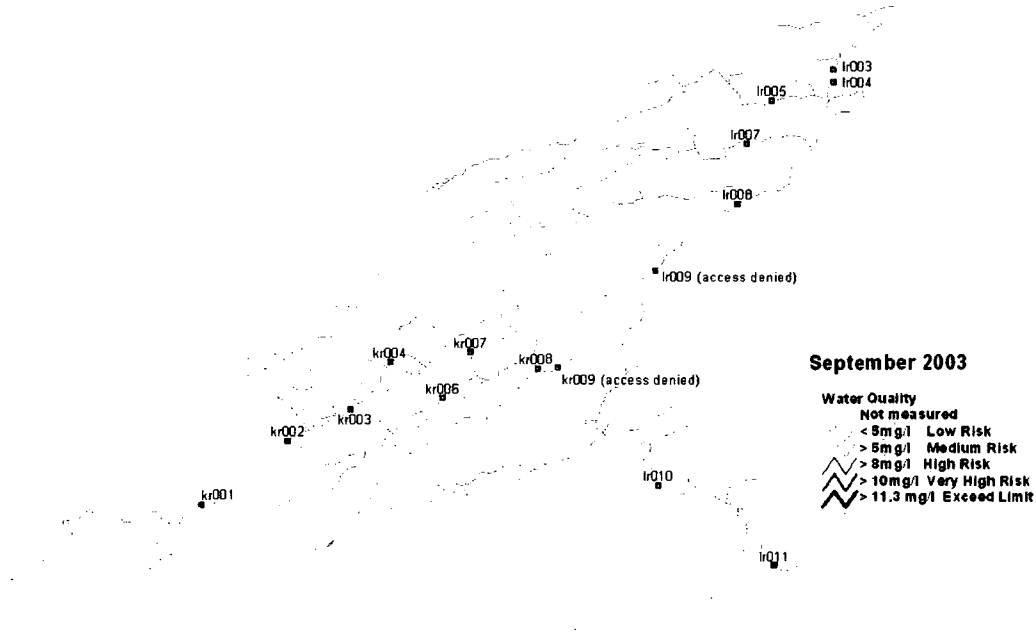 lr003
lr004
lr005
lr007
lr008
lr009 (access denied)
kr007
kr004
kr008
kr009 (access denied)
kr006
kr003
kr002
kr001
lr010
lr011
September 2003
Water Quality
Not measured
< 5mg/l Low Risk
> 5mg/l Medium Risk
> 8mg/l High Risk
> 10mg/l Very High Risk
> 11.3 mg/l Exceed Limit